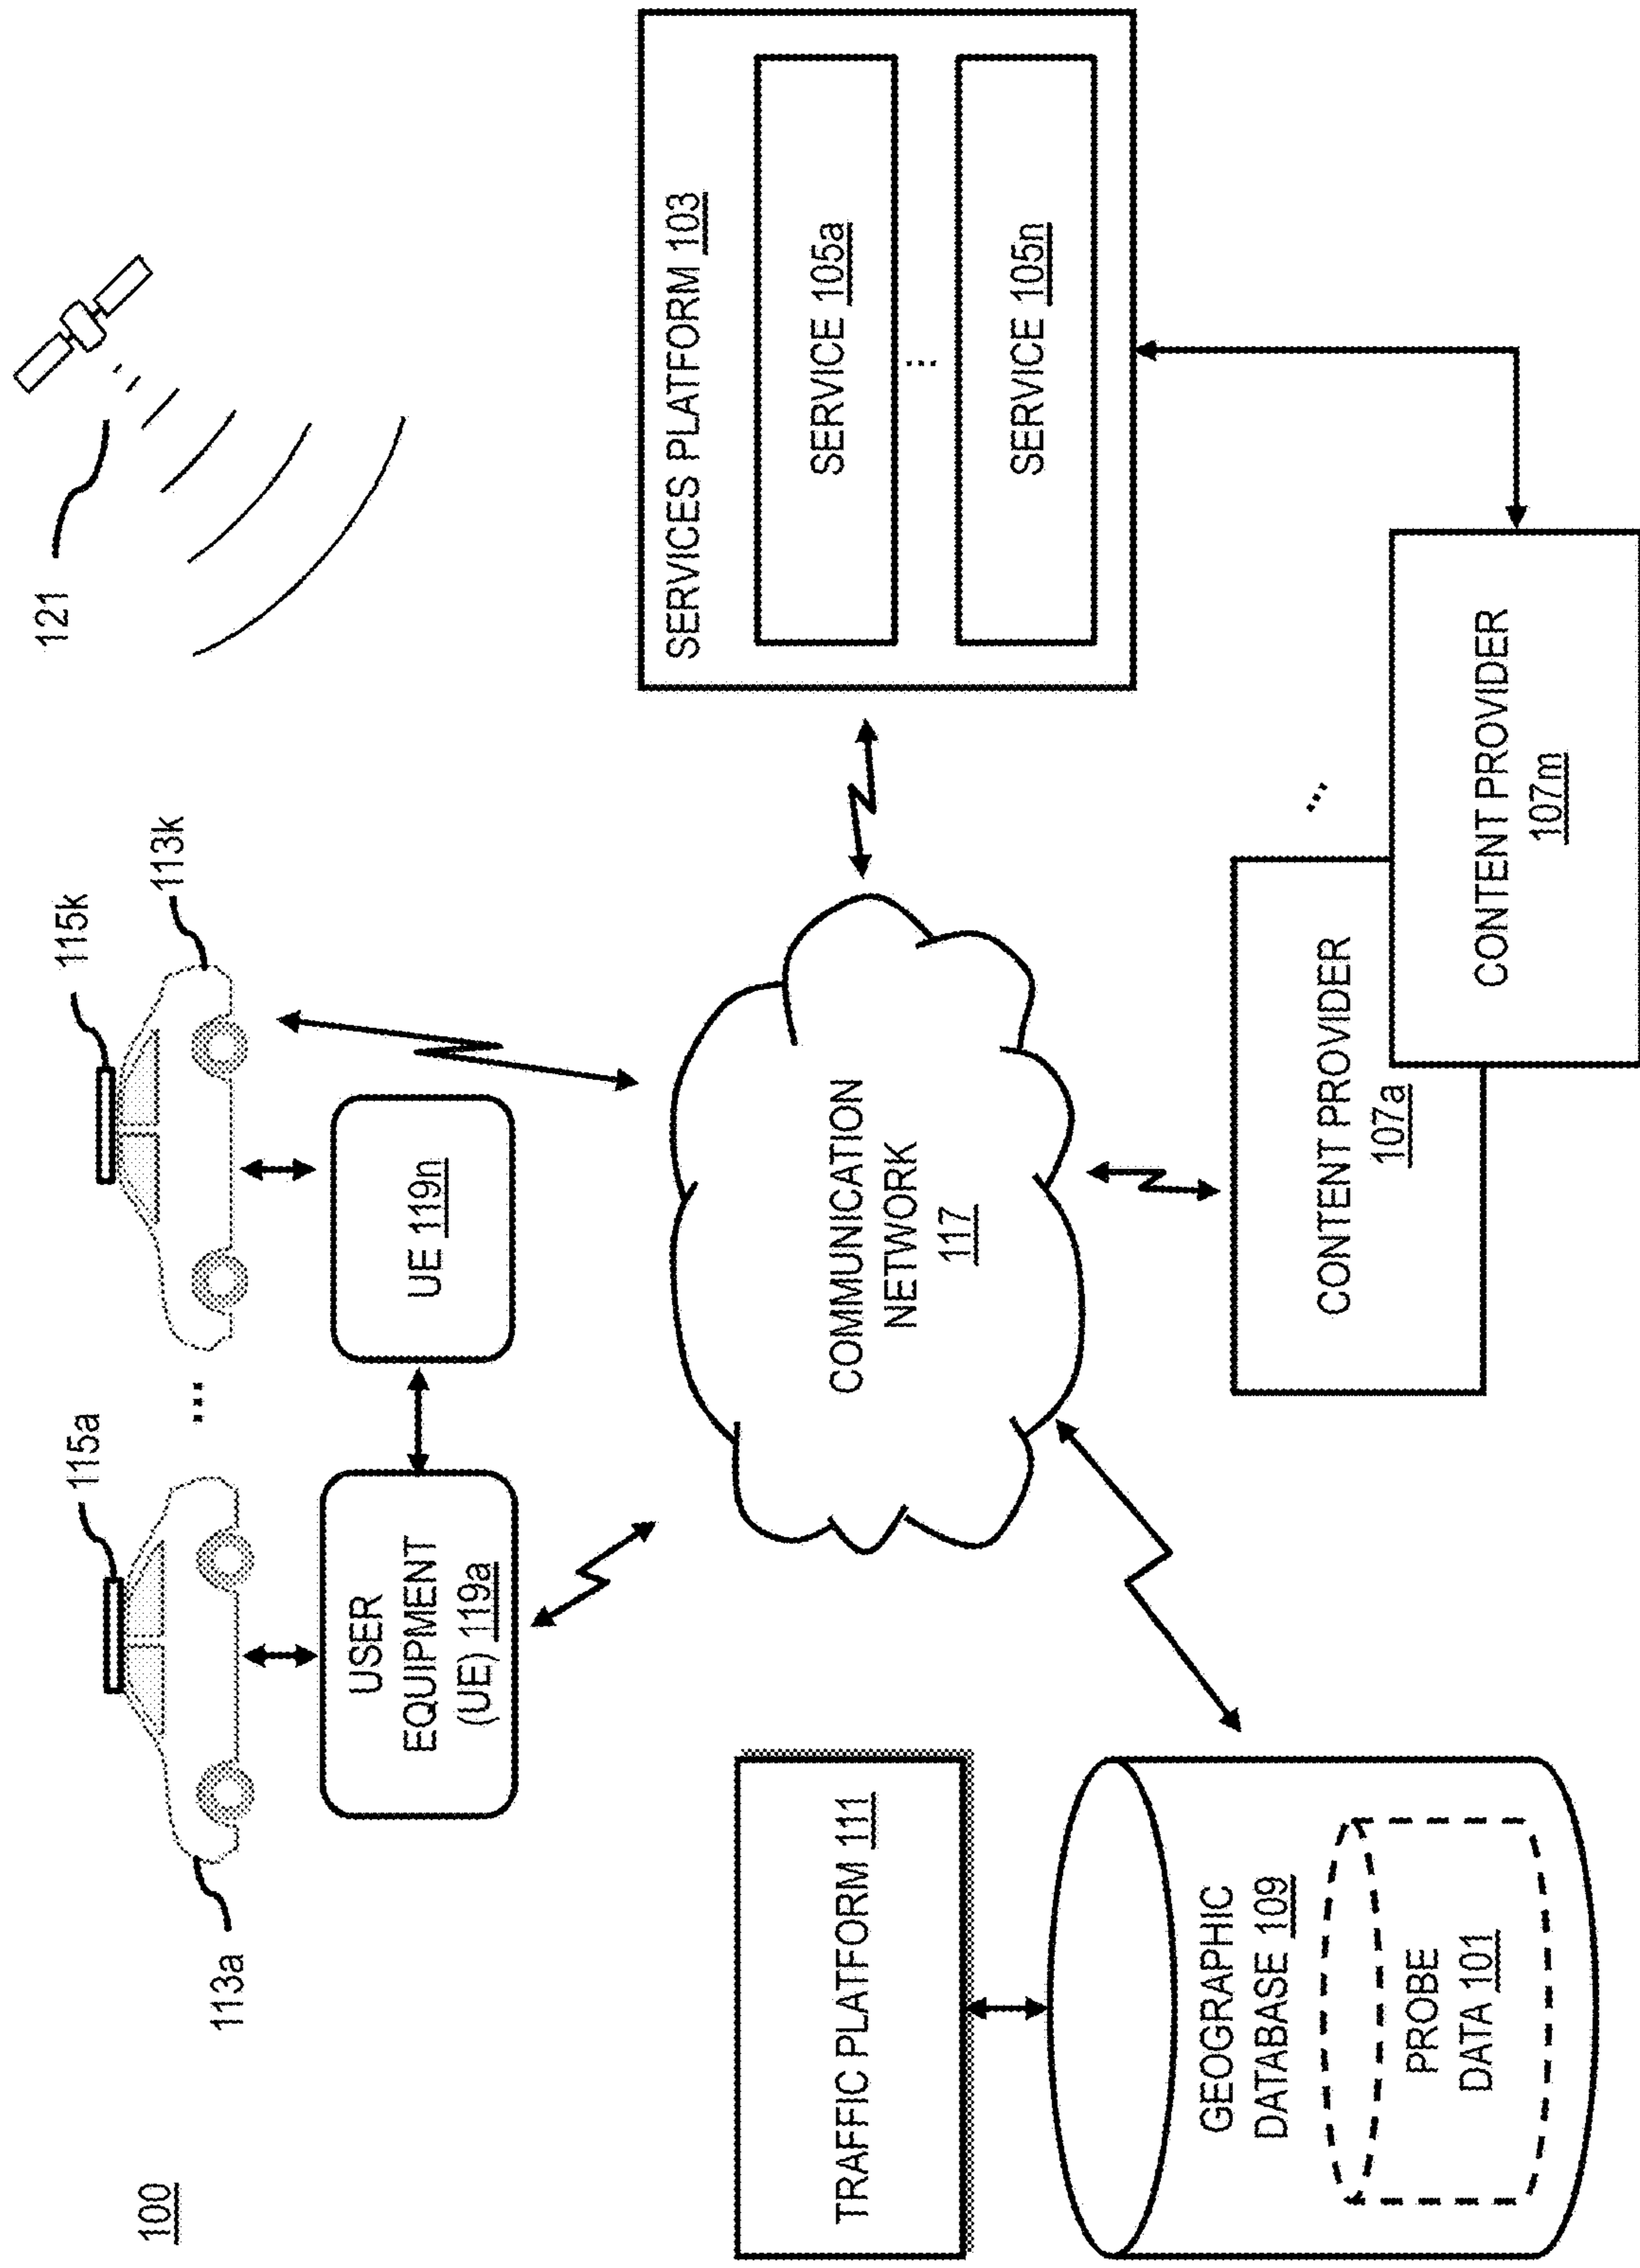 100
113a
115a
...
115k
113k
121
USER
EQUIPMENT
(UE) 119a
UE 119n
TRAFFIC PLATFORM 111
COMMUNICATION
NETWORK
117
SERVICES PLATFORM 103
SERVICE 105a
...
SERVICE 105n
GEOGRAPHIC
DATABASE 109
PROBE
DATA 101
CONTENT PROVIDER
107a
...
CONTENT PROVIDER
107m